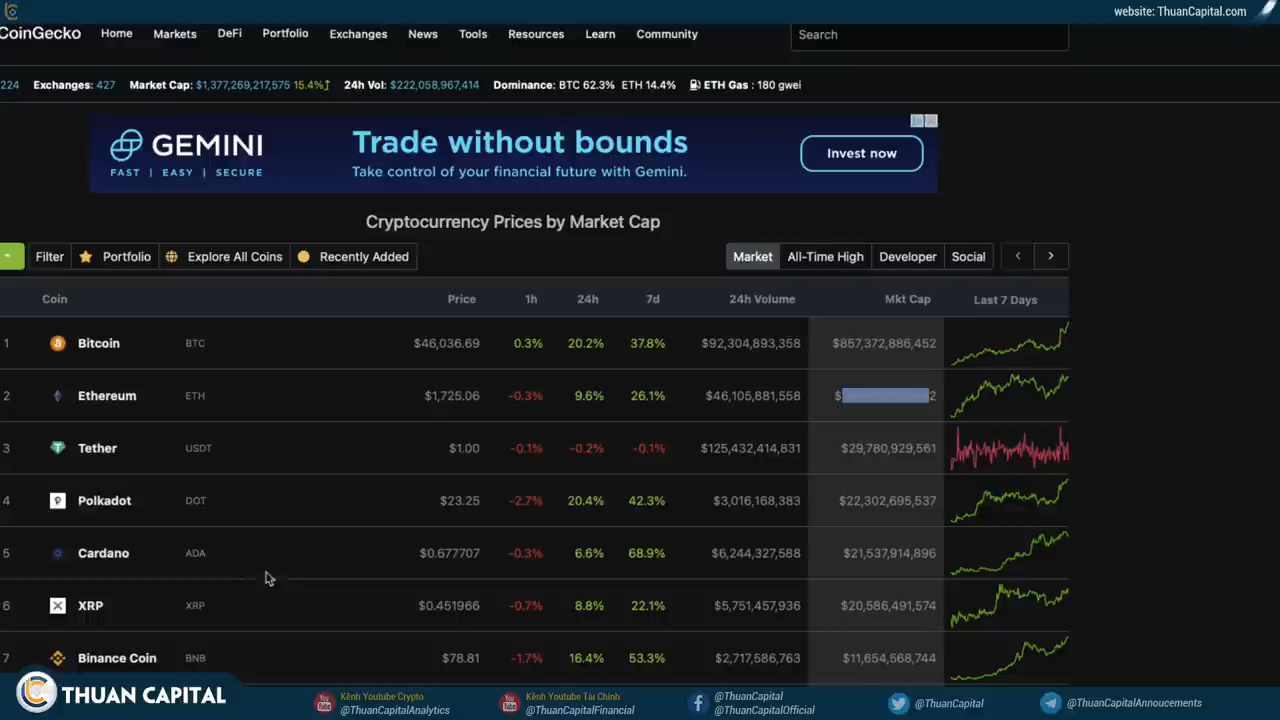 website: ThuanCapital.com
CoinGecko Home Markets DeFi Portfolio Exchanges News Tools Resources Learn Community Search
224 Exchanges: 427 Market Cap: $1,377,269,217,575 15.4% 24h Vol: $222,058,967,414 Dominance: BTC 62.3% ETH 14.4% ETH Gas : 180 gwei
GEMINI
FAST | EASY | SECURE
Trade without bounds
Take control of your financial future with Gemini.
Invest now
Cryptocurrency Prices by Market Cap
Filter Portfolio Explore All Coins Recently Added Market All-Time High Developer Social
Coin Price 1h 24h 7d 24h Volume Mkt Cap Last 7 Days
1 Bitcoin BTC $46,036.69 0.3% 20.2% 37.8% $92,304,893,358 $857,372,886,452
2 Ethereum ETH $1,725.06 -0.3% 9.6% 26.1% $46,105,881,558 $ 2
3 Tether USDT $1.00 -0.1% -0.2% -0.1% $125,432,414,831 $29,780,929,561
4 Polkadot DOT $23.25 -2.7% 20.4% 42.3% $3,016,168,383 $22,302,695,537
5 Cardano ADA $0.677707 -0.3% 6.6% 68.9% $6,244,327,588 $21,537,914,896
6 XRP XRP $0.451966 -0.7% 8.8% 22.1% $5,751,457,936 $20,586,491,574
7 Binance Coin BNB $78.81 -1.7% 16.4% 53.3% $2,717,586,763 $11,654,568,744
THUAN CAPITAL
Kênh Youtube Crypto
@ThuanCapitalAnalytics
Kênh Youtube Tài Chính
@ThuanCapitalFinancial
@ThuanCapital
@ThuanCapitalOfficial
@ThuanCapital
@ThuanCapitalAnnoucements